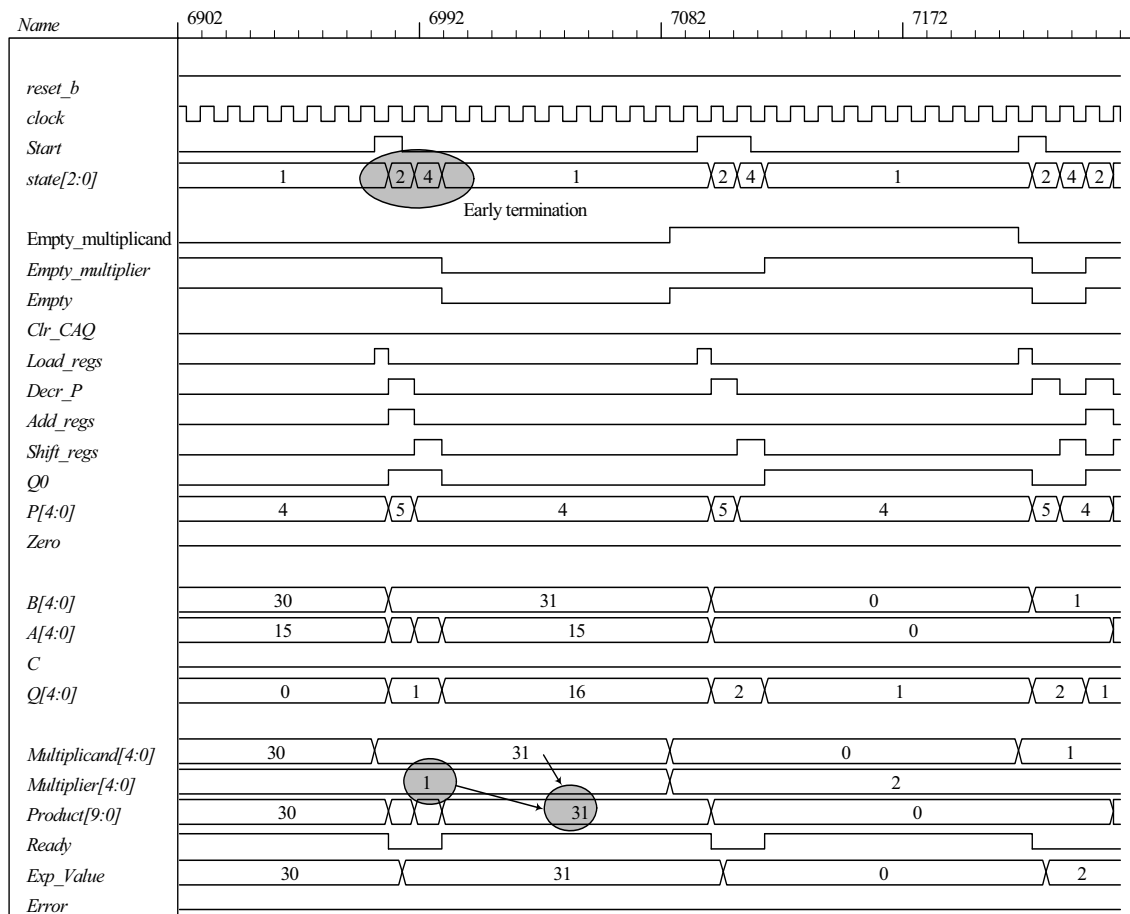 Name 6902 6992 7082 7172
reset_b
clock
Start
state[2:0] 1 2 4 1 2 4 1 2 4 2
Early termination
Empty_multiplicand
Empty_multiplier
Empty
Clr_CAQ
Load_regs
Decr_P
Add_regs
Shift_regs
Q0
P[4:0] 4 5 4 5 4 5 4
Zero
B[4:0] 30 31 0 1
A[4:0] 15 15 0
C
Q[4:0] 0 1 16 2 1 2 1
Multiplicand[4:0] 30 31 0 1
Multiplier[4:0] 1 2
Product[9:0] 30 31 0
Ready
Exp_Value 30 31 0 2
Error